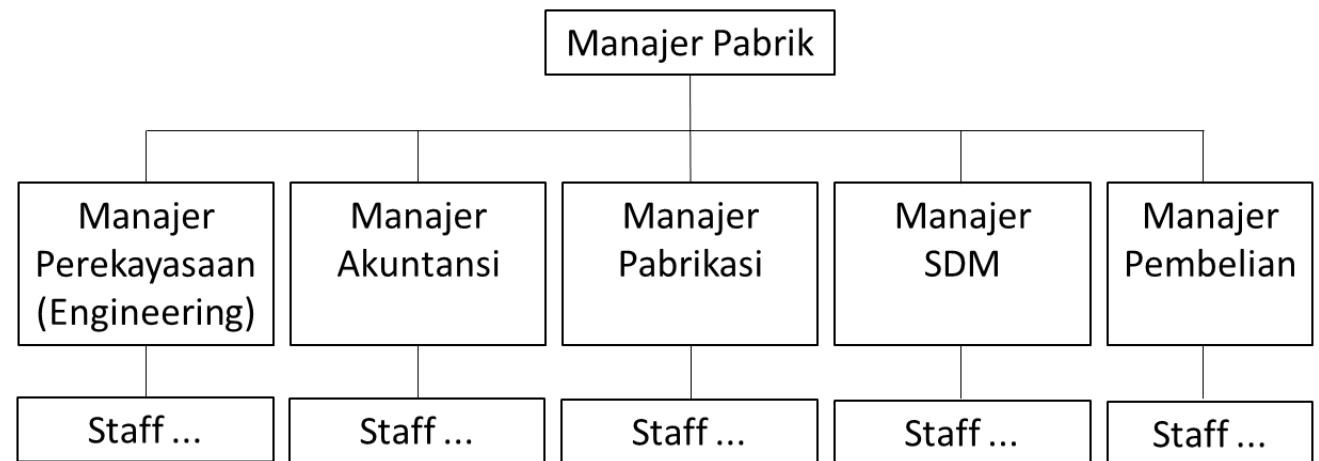 Manajer Pabrik
Manajer
Perekayasaan
(Engineering)
Manajer
Akuntansi
Manajer
Pabrikasi
Manajer
SDM
Manajer
Pembelian
Staff ...
Staff ...
Staff ...
Staff ...
Staff ...